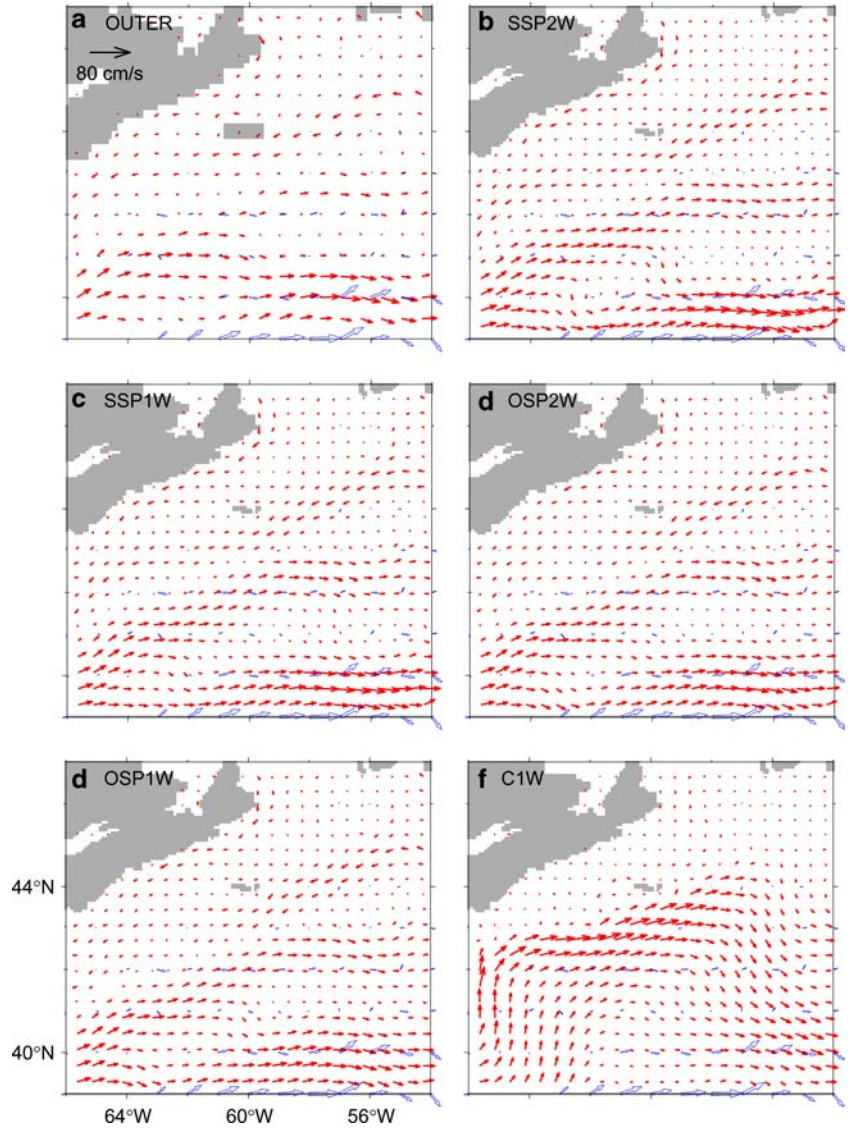 a OUTER
80 cm/s
b SSP2W
c SSP1W
d OSP2W
d OSP1W
f C1W
44°N
40°N
64°W 60°W 56°W